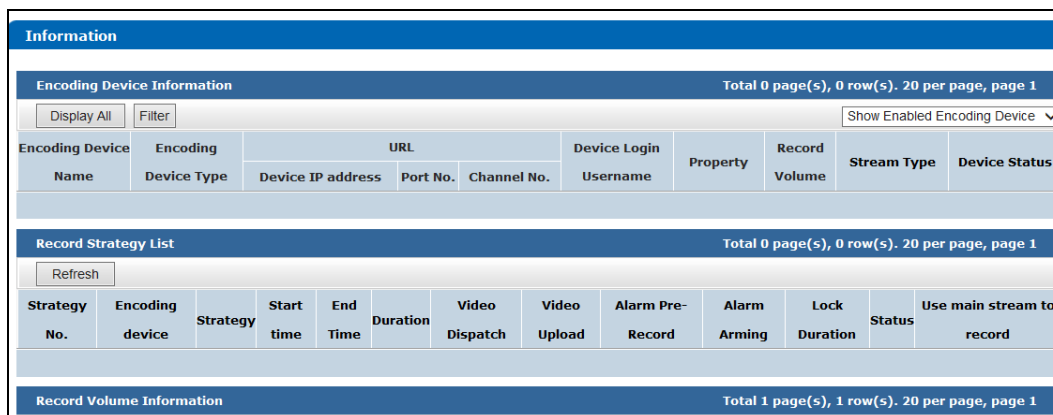 Information
Encoding Device Information Total 0 page(s), 0 row(s). 20 per page, page 1
Display All Filter Show Enabled Encoding Device
Encoding Device Name Encoding Device Type URL Device IP address Port No. Channel No. Device Login Username Property Record Volume Stream Type Device Status
Record Strategy List Total 0 page(s), 0 row(s). 20 per page, page 1
Refresh
Strategy No. Encoding device Strategy Start time End Time Duration Video Dispatch Video Upload Alarm Pre-Record Alarm Arming Lock Duration Status Use main stream to record
Record Volume Information Total 1 page(s), 1 row(s). 20 per page, page 1